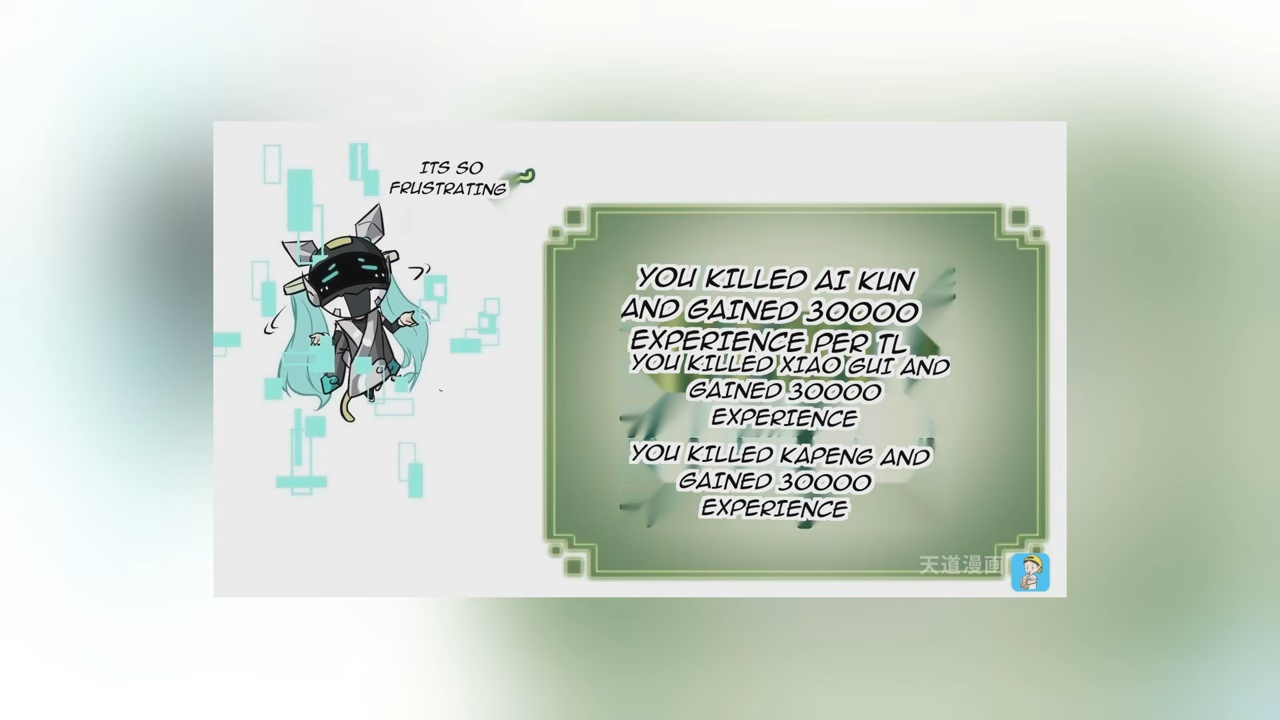 ITS SO
FRUSTRATING
YOU KILLED AI KUN
AND GAINED 30000
EXPERIENCE PER TL
YOU KILLED XIAO GUI AND
GAINED 30000
EXPERIENCE
YOU KILLED KAPENG AND
GAINED 30000
EXPERIENCE
天道漫画